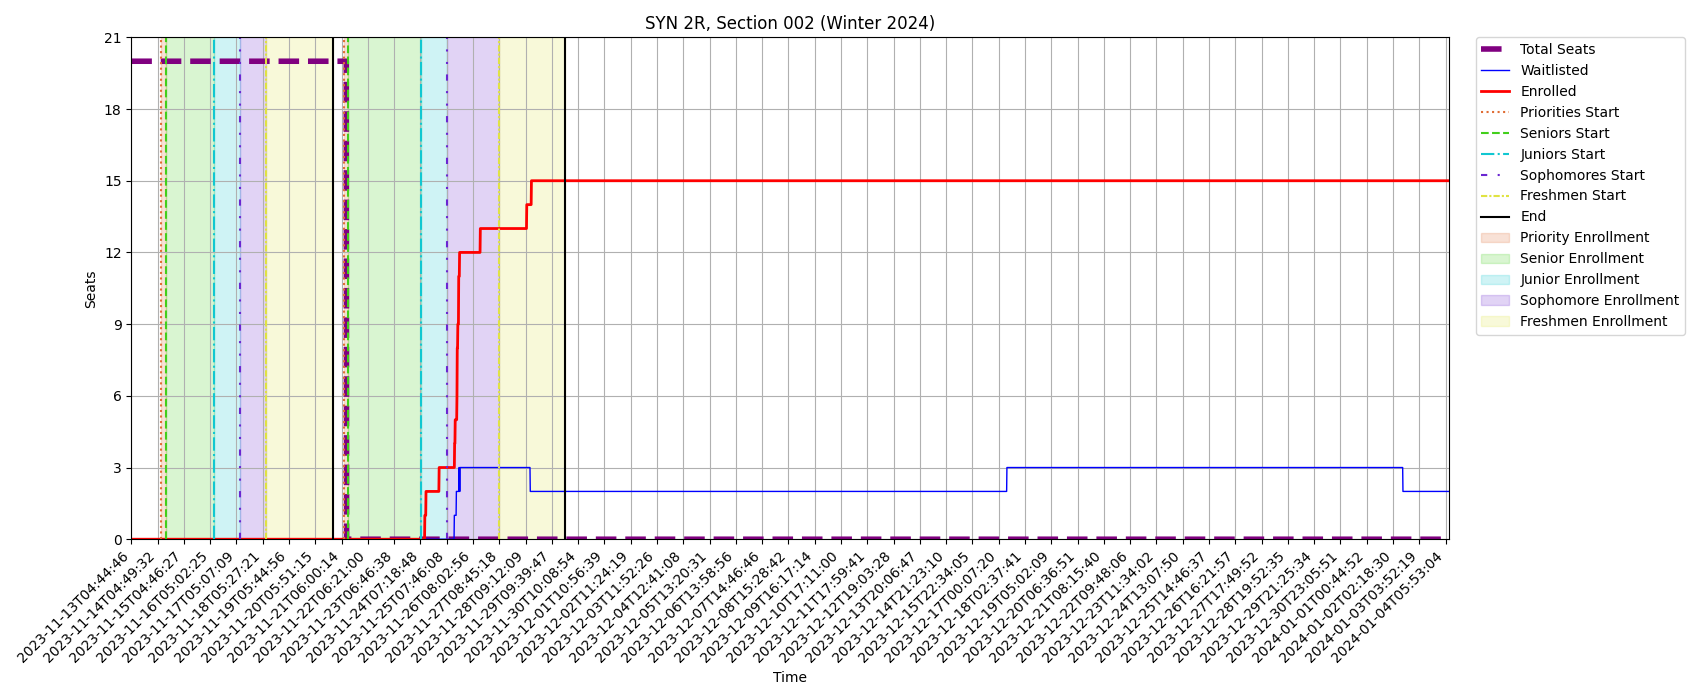 SYN 2R, Section 002 (Winter 2024)
21
18
15
12
9
6
3
0
Seats
2023-11-13T04:44:46
2023-11-14T04:49:32
2023-11-15T04:46:27
2023-11-16T05:02:25
2023-11-17T05:07:09
2023-11-18T05:27:21
2023-11-19T05:44:56
2023-11-20T05:51:15
2023-11-21T06:00:14
2023-11-22T06:21:00
2023-11-23T06:46:38
2023-11-24T07:18:48
2023-11-25T07:46:08
2023-11-26T08:02:56
2023-11-27T08:45:18
2023-11-28T09:12:09
2023-11-29T09:39:47
2023-11-30T10:08:54
2023-12-01T10:56:39
2023-12-02T11:24:19
2023-12-03T11:52:26
2023-12-04T12:41:08
2023-12-05T13:20:31
2023-12-06T13:58:56
2023-12-07T14:46:46
2023-12-08T15:28:42
2023-12-09T16:17:14
2023-12-10T17:11:00
2023-12-11T17:59:41
2023-12-12T19:03:28
2023-12-13T20:06:47
2023-12-14T21:23:10
2023-12-15T22:34:05
2023-12-17T00:07:20
2023-12-18T02:37:41
2023-12-19T05:02:09
2023-12-20T06:36:51
2023-12-21T08:15:40
2023-12-22T09:48:06
2023-12-23T11:34:02
2023-12-24T13:07:50
2023-12-25T14:46:37
2023-12-26T16:21:57
2023-12-27T17:49:52
2023-12-28T19:52:35
2023-12-29T21:25:34
2023-12-30T23:05:51
2024-01-01T00:44:52
2024-01-02T02:18:30
2024-01-03T03:52:19
2024-01-04T05:53:04
Time
Total Seats
Waitlisted
Enrolled
Priorities Start
Seniors Start
Juniors Start
Sophomores Start
Freshmen Start
End
Priority Enrollment
Senior Enrollment
Junior Enrollment
Sophomore Enrollment
Freshmen Enrollment